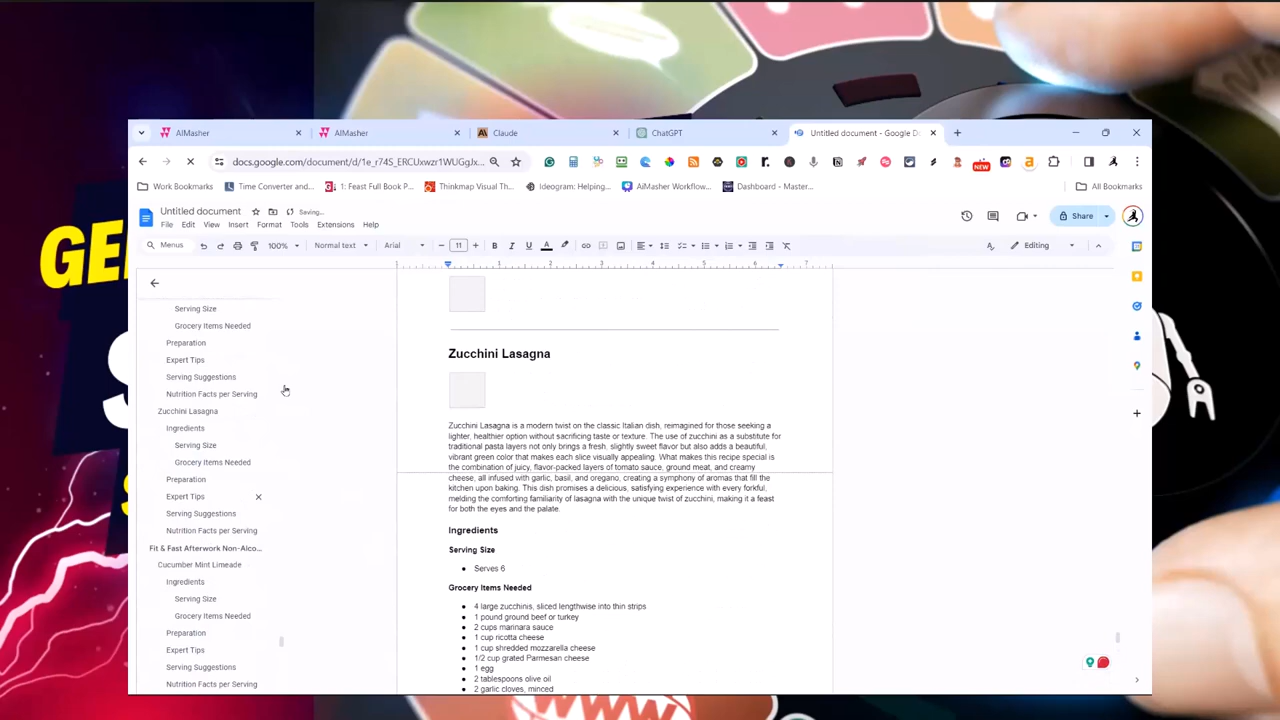 GE
S
AIMasher
AIMasher
Claude
ChatGPT
Untitled document - Google Do
docs.google.com/document/d/1e_r74S_ERCUxwzr1WUGgJx...
NEW
Work Bookmarks
Time Converter and...
1: Feast Full Book P...
Thinkmap Visual Th...
Ideogram: Helping...
AiMasher Workflow...
Dashboard - Master...
All Bookmarks
Untitled document
Saving...
Share
File Edit View Insert Format Tools Extensions Help
Menus
100%
Normal text
Arial
11
Editing
1 1 2 3 4 5 6 7
Serving Size
Grocery Items Needed
Preparation
Expert Tips
Serving Suggestions
Nutrition Facts per Serving
Zucchini Lasagna
Ingredients
Serving Size
Grocery Items Needed
Preparation
Expert Tips
Serving Suggestions
Nutrition Facts per Serving
Fit & Fast Afterwork Non-Alco...
Cucumber Mint Limeade
Ingredients
Serving Size
Grocery Items Needed
Preparation
Expert Tips
Serving Suggestions
Nutrition Facts per Serving
Zucchini Lasagna
Zucchini Lasagna is a modern twist on the classic Italian dish, reimagined for those seeking a
lighter, healthier option without sacrificing taste or texture. The use of zucchini as a substitute for
traditional pasta layers not only brings a fresh, slightly sweet flavor but also adds a beautiful,
vibrant green color that makes each slice visually appealing. What makes this recipe special is
the combination of juicy, flavor-packed layers of tomato sauce, ground meat, and creamy
cheese, all infused with garlic, basil, and oregano, creating a symphony of aromas that fill the
kitchen upon baking. This dish promises a delicious, satisfying experience with every forkful,
melding the comforting familiarity of lasagna with the unique twist of zucchini, making it a feast
for both the eyes and the palate.
Ingredients
Serving Size
● Serves 6
Grocery Items Needed
● 4 large zucchinis, sliced lengthwise into thin strips
● 1 pound ground beef or turkey
● 2 cups marinara sauce
● 1 cup ricotta cheese
● 1 cup shredded mozzarella cheese
● 1/2 cup grated Parmesan cheese
● 1 egg
● 2 tablespoons olive oil
● 2 garlic cloves, minced
WWW